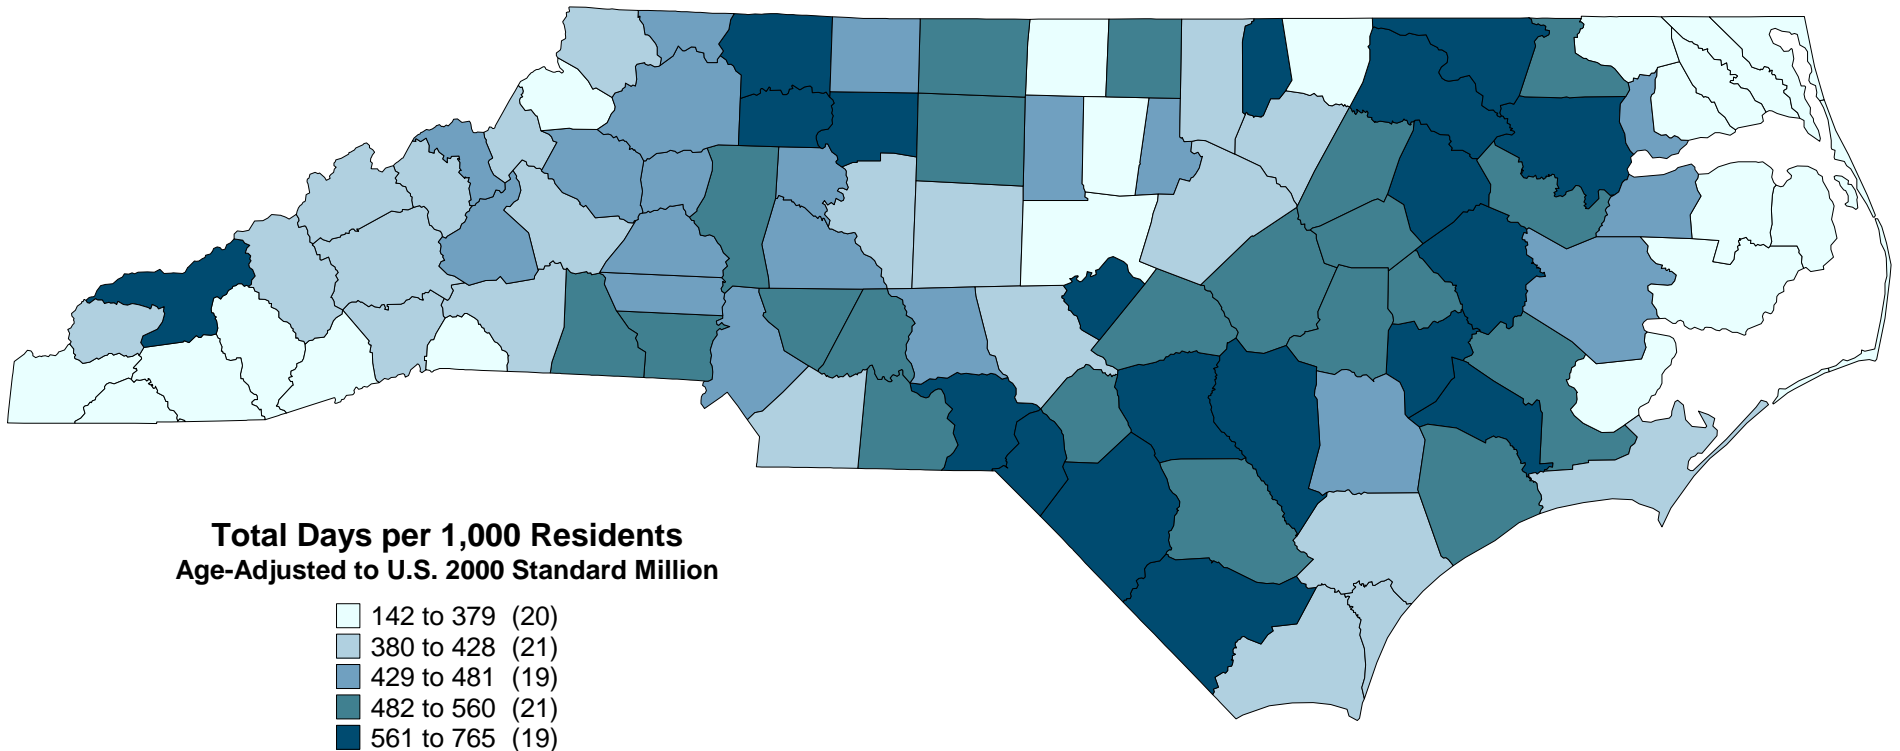 Total Days per 1,000 Residents
Age-Adjusted to U.S. 2000 Standard Million
142 to 379 (20)
380 to 428 (21)
429 to 481 (19)
482 to 560 (21)
561 to 765 (19)